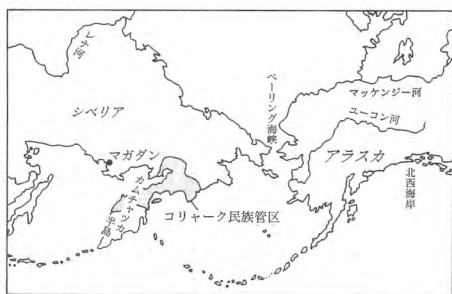 レナ河
シベリア
マガダン
カムチャツカ
半島
コリャーク民族管区
ベーリング海峡
マッケンジー河
ユーコン河
アラスカ
北西海岸